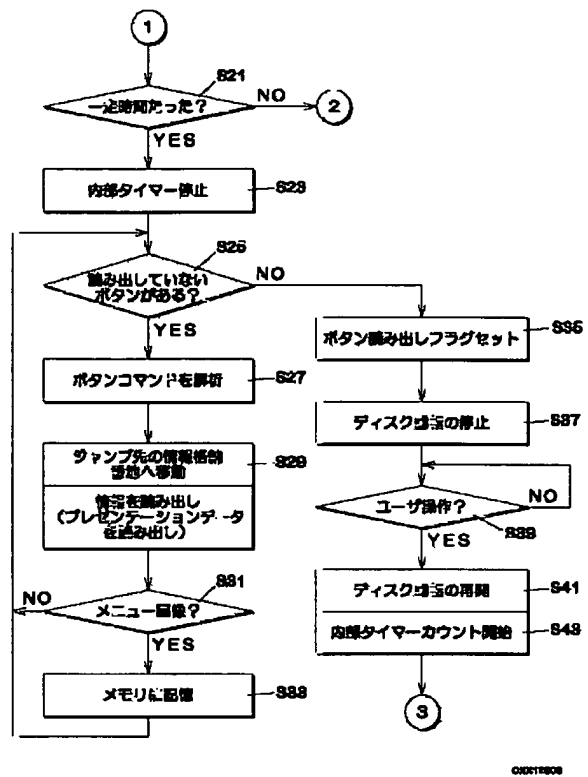 1
S21
一定時間たった?
NO
2
YES
内部タイマー停止
S23
S25
読み出していない
ボタンがある?
NO
YES
ボタンコマンドを解析
S27
ジャンプ先の情報格納
番地へ移動
S29
情報を読み出し
(プレゼンテーションデータ
を読み出し)
S31
メニュー画像?
NO
YES
メモリに記憶
S33
ボタン読み出しフラグセット
S35
ディスク回転の停止
S37
ユーザ操作?
NO
S39
YES
ディスク回転の再開
S41
内部タイマーカウント開始
S43
3